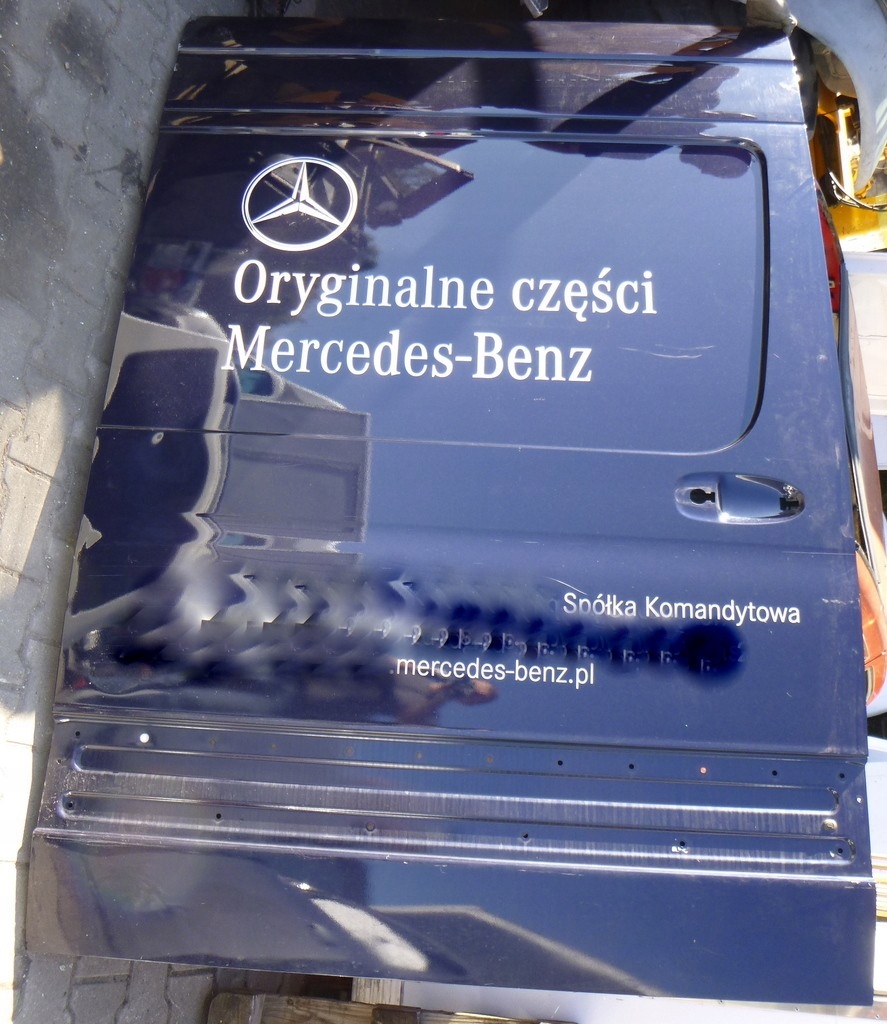 Oryginalne części
Mercedes-Benz
Spółka Komandytowa
mercedes-benz.pl